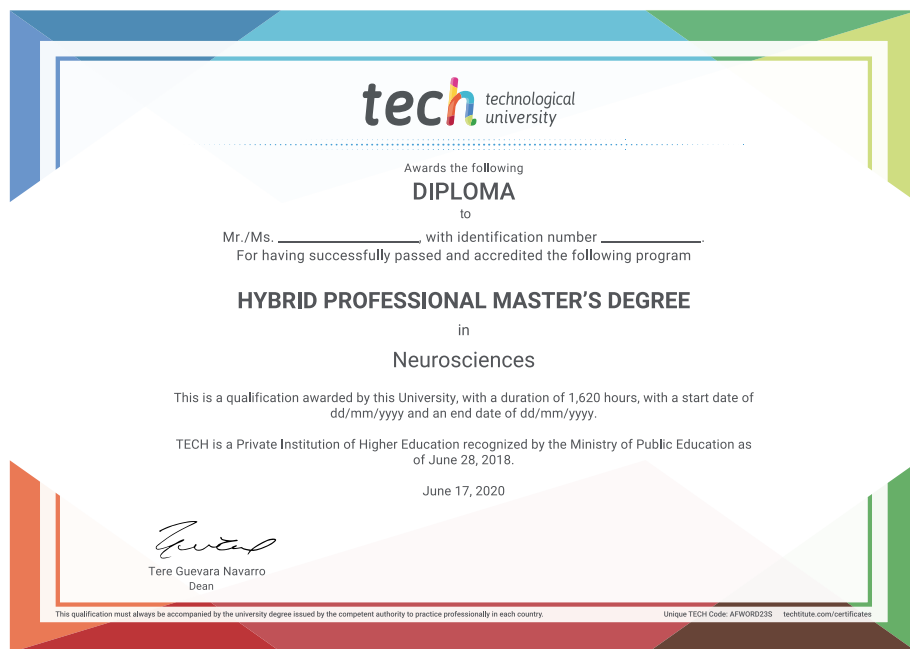 tech technological
university
Awards the following
DIPLOMA
to
Mr./Ms. ____________, with identification number ____________.
For having successfully passed and accredited the following program
HYBRID PROFESSIONAL MASTER'S DEGREE
in
Neurosciences
This is a qualification awarded by this University, with a duration of 1,620 hours, with a start date of
dd/mm/yyyy and an end date of dd/mm/yyyy.
TECH is a Private Institution of Higher Education recognized by the Ministry of Public Education as
of June 28, 2018.
June 17, 2020
Tere Guevara Navarro
Dean
This qualification must always be accompanied by the university degree issued by the competent authority to practice professionally in each country. Unique TECH Code: AFWORD23S techtitute.com/certificates